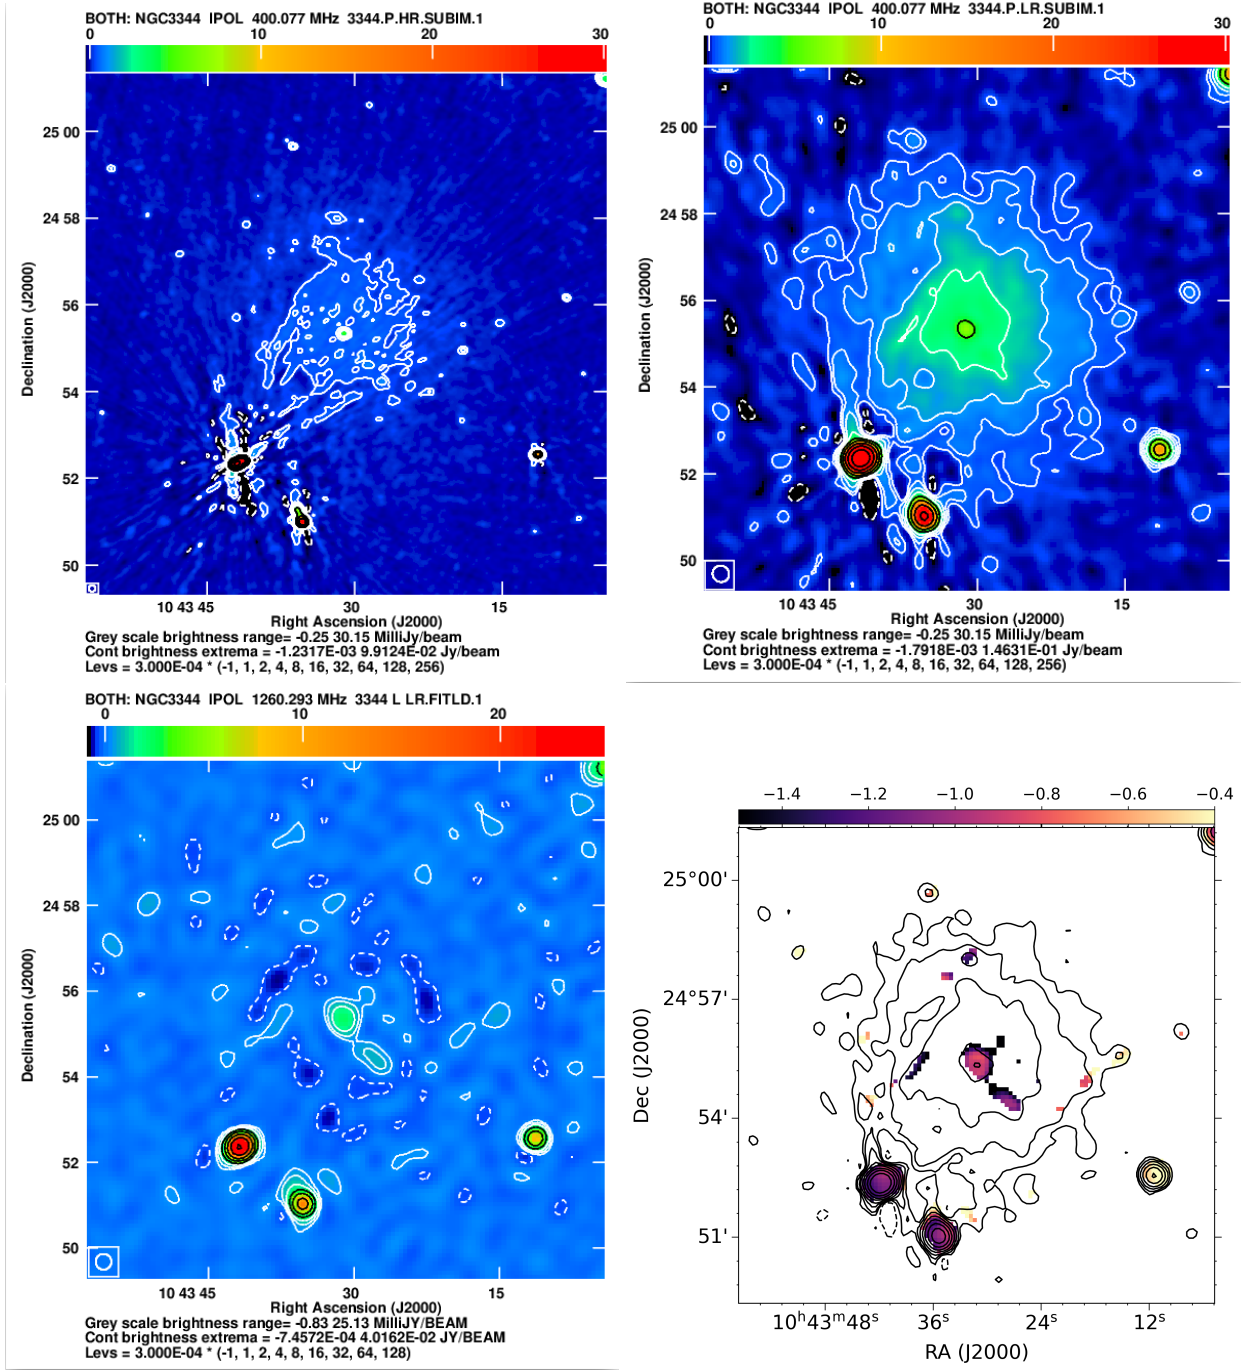 BOTH: NGC3344 IPOL 400.077 MHz 3344.P.HR.SUBIM.1
0 10 20 30
25 00
24 58
56
54
52
50
Declination (J2000)
10 43 45 30 15
Right Ascension (J2000)
Grey scale brightness range= -0.25 30.15 MilliJy/beam
Cont brightness extrema = -1.2317E-03 9.9124E-02 Jy/beam
Levs = 3.000E-04 * (-1, 1, 2, 4, 8, 16, 32, 64, 128, 256)
BOTH: NGC3344 IPOL 400.077 MHz 3344.P.LR.SUBIM.1
0 10 20 30
25 00
24 58
56
54
52
50
Declination (J2000)
10 43 45 30 15
Right Ascension (J2000)
Grey scale brightness range= -0.25 30.15 MilliJy/beam
Cont brightness extrema = -1.7918E-03 1.4631E-01 Jy/beam
Levs = 3.000E-04 * (-1, 1, 2, 4, 8, 16, 32, 64, 128, 256)
BOTH: NGC3344 IPOL 1260.293 MHz 3344 L LR.FITLD.1
0 10 20
25 00
24 58
56
54
52
50
Declination (J2000)
10 43 45 30 15
Right Ascension (J2000)
Grey scale brightness range= -0.83 25.13 MilliJY/BEAM
Cont brightness extrema = -7.4572E-04 4.0162E-02 JY/BEAM
Levs = 3.000E-04 * (-1, 1, 2, 4, 8, 16, 32, 64, 128)
−1.4 −1.2 −1.0 −0.8 −0.6 −0.4
25°00'
24°57'
54'
51'
Dec (J2000)
10ʰ43ᵐ48ˢ 36ˢ 24ˢ 12ˢ
RA (J2000)